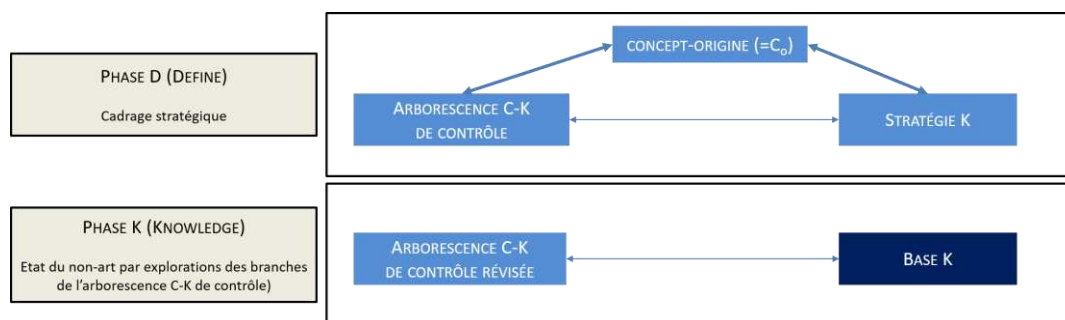 PHASE D (DEFINE)
Cadrage stratégique
CONCEPT-ORIGINE (=Co)
ARBORESCENCE C-K
DE CONTRÔLE
STRATÉGIE K
PHASE K (KNOWLEDGE)
Etat du non-art par explorations des branches
de l'arborescence C-K de contrôle)
ARBORESCENCE C-K
DE CONTRÔLE RÉVISÉE
BASE K